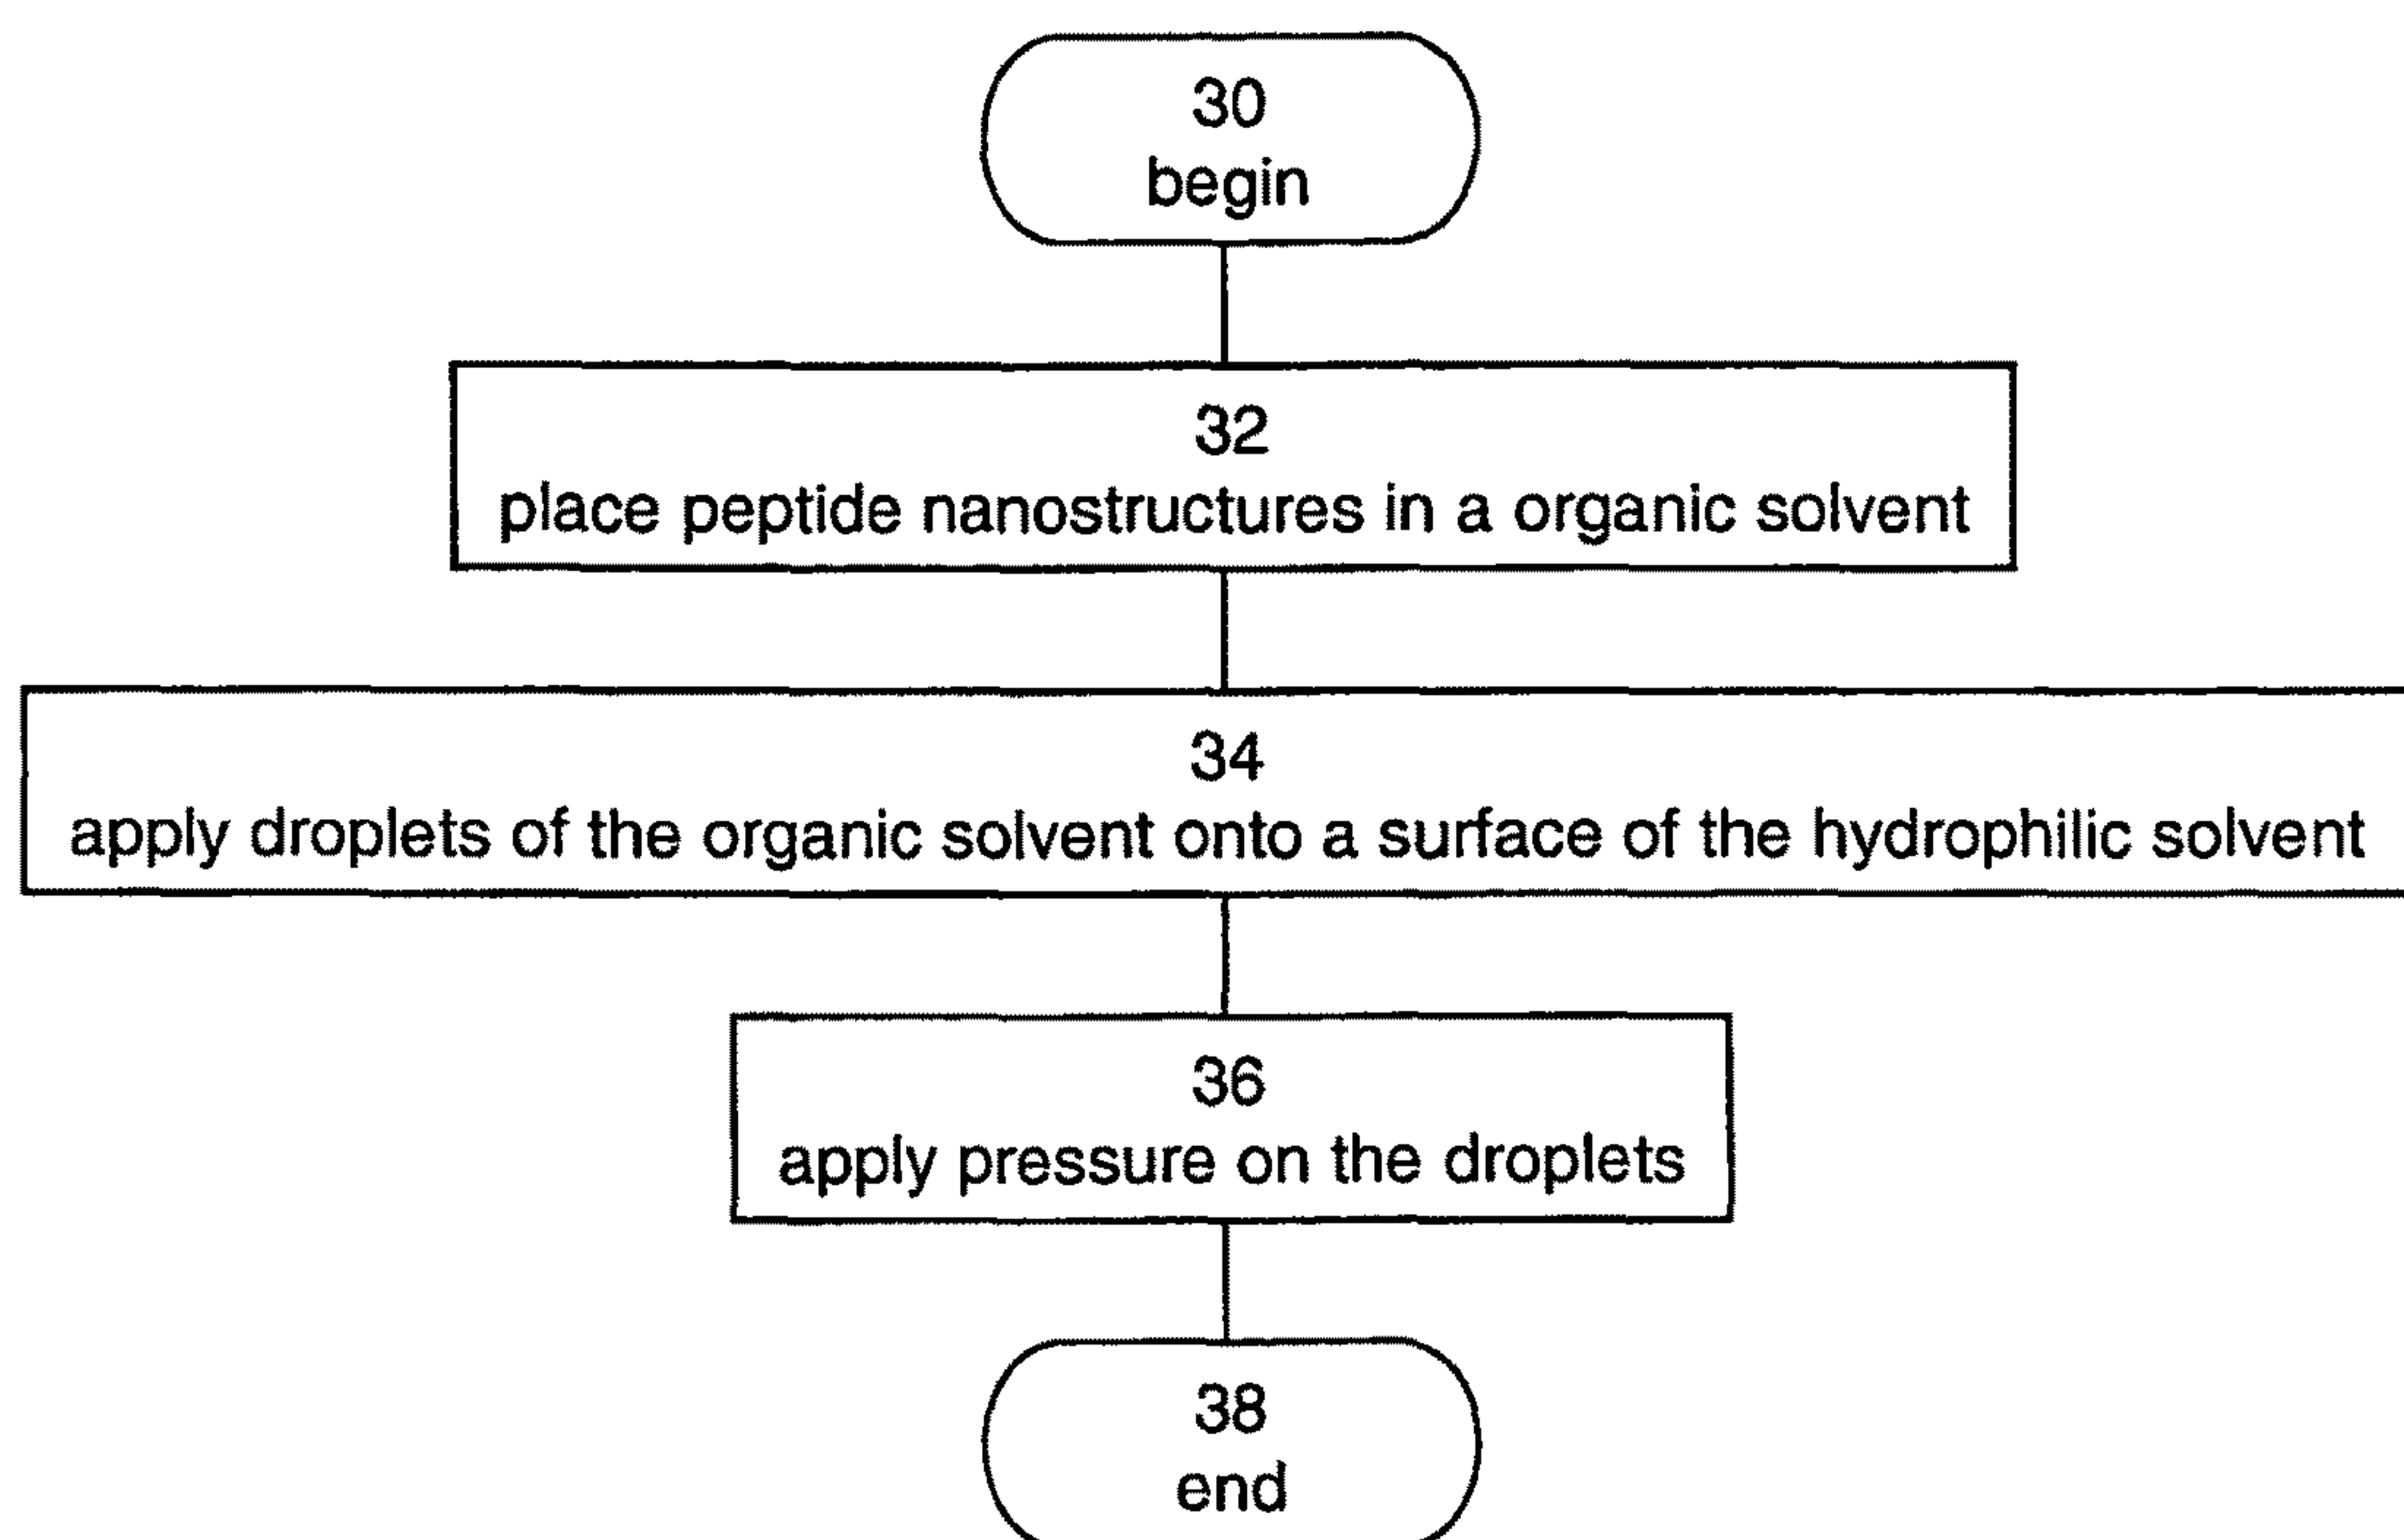 30
begin
32
place peptide nanostructures in a organic solvent
34
apply droplets of the organic solvent onto a surface of the hydrophilic solvent
36
apply pressure on the droplets
38
end